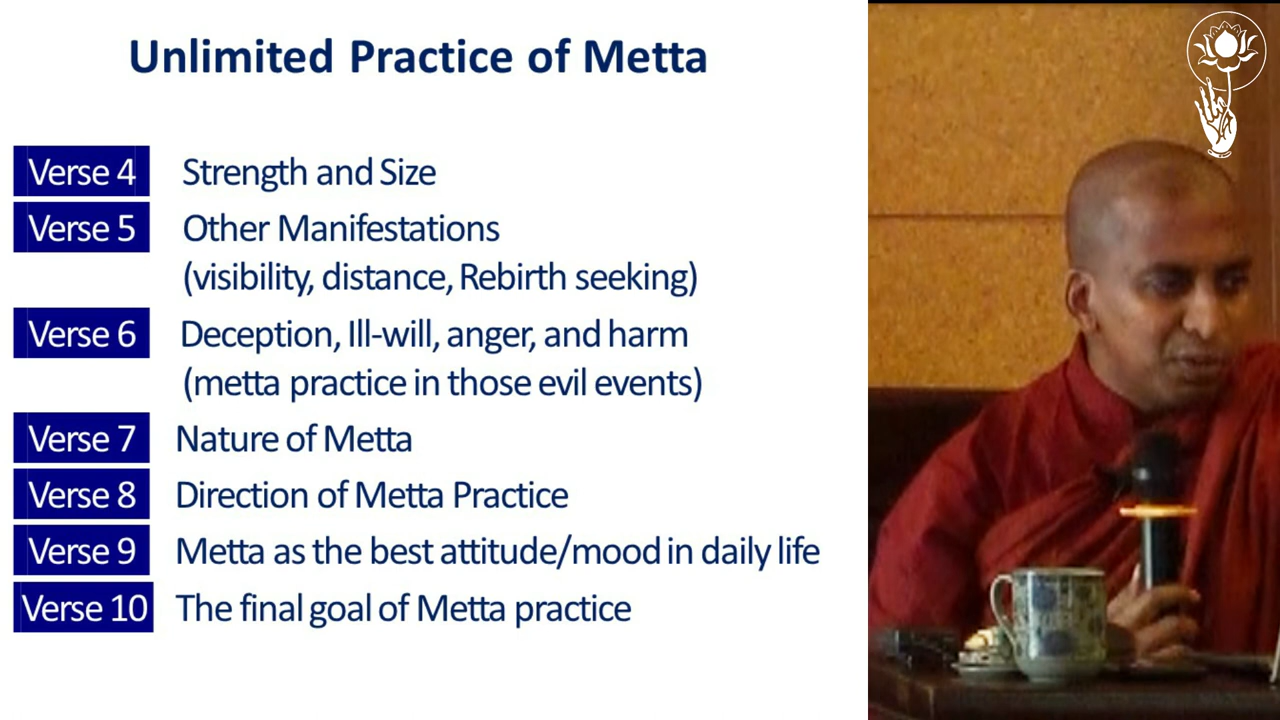 Unlimited Practice of Metta
Verse 4 Strength and Size
Verse 5 Other Manifestations
(visibility, distance, Rebirth seeking)
Verse 6 Deception, Ill-will, anger, and harm
(metta practice in those evil events)
Verse 7 Nature of Metta
Verse 8 Direction of Metta Practice
Verse 9 Metta as the best attitude/mood in daily life
Verse 10 The final goal of Metta practice